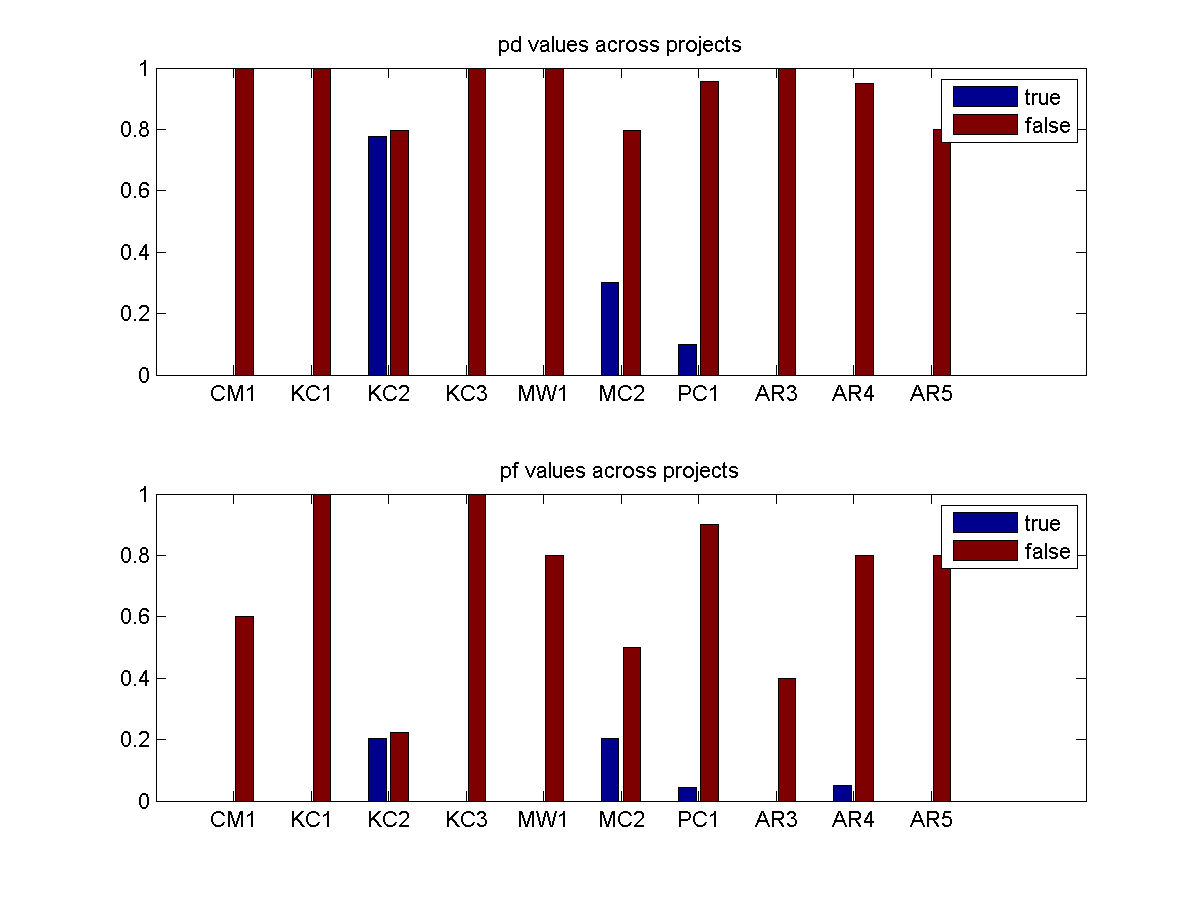 pd values across projects
1
true
false
0.8
0.6
0.4
0.2
0
CM1 KC1 KC2 KC3 MW1 MC2 PC1 AR3 AR4 AR5
pf values across projects
1
true
false
0.8
0.6
0.4
0.2
0
CM1 KC1 KC2 KC3 MW1 MC2 PC1 AR3 AR4 AR5